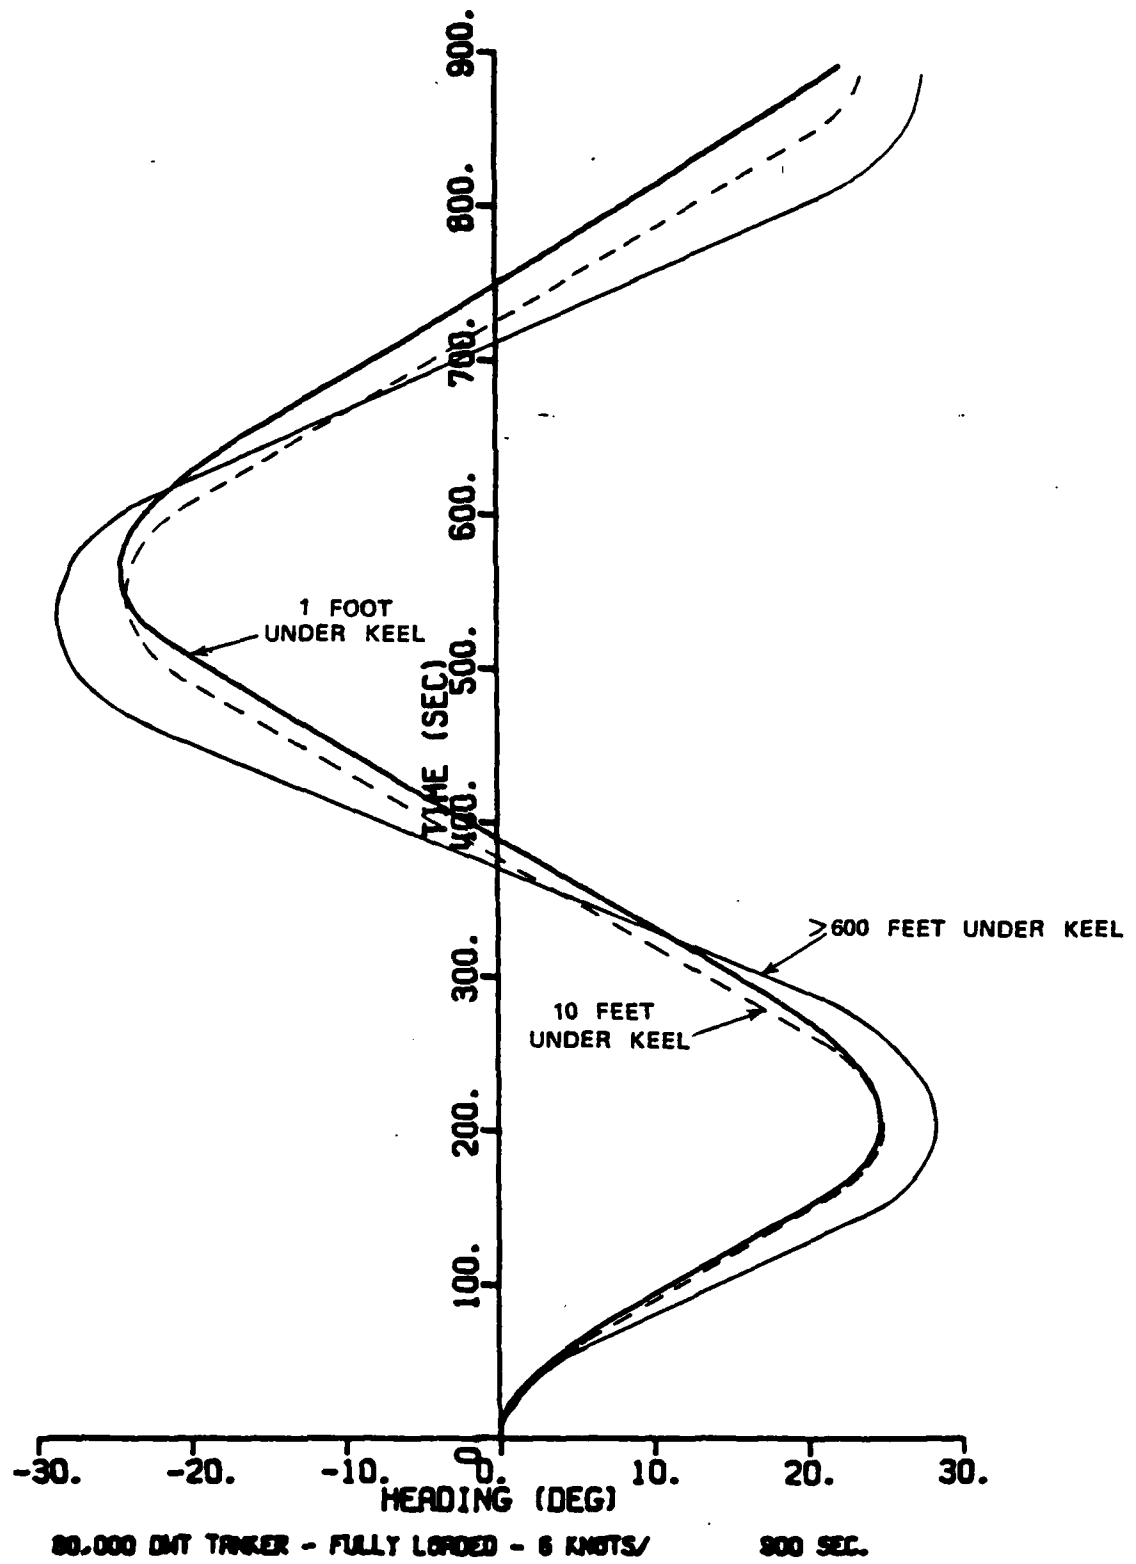 900.
800.
700.
600.
1 FOOT
UNDER KEEL
500.
TIME (SEC)
400.
>600 FEET UNDER KEEL
300.
10 FEET
UNDER KEEL
200.
100.
0.
-30. -20. -10. 0. 10. 20. 30.
HEADING (DEG)
80,000 DWT TANKER - FULLY LOADED - 6 KNOTS/ 900 SEC.